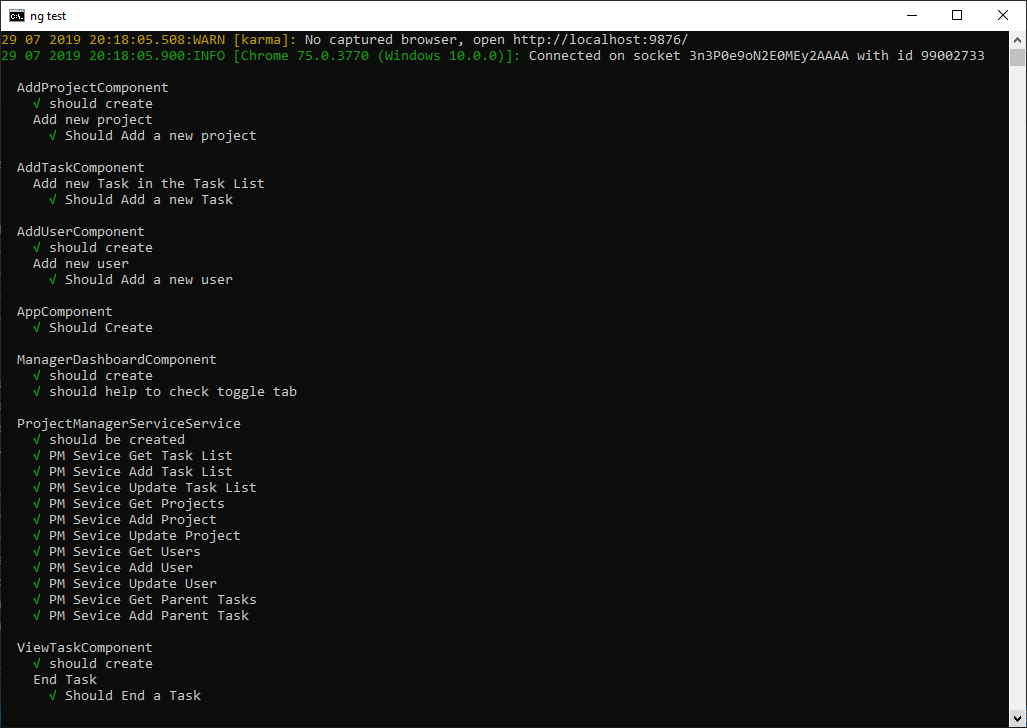 ng test
29 07 2019 20:18:05.508:WARN [karma]: No captured browser, open http://localhost:9876/
29 07 2019 20:18:05.900:INFO [Chrome 75.0.3770 (Windows 10.0.0)]: Connected on socket 3n3P0e9oN2E0MEy2AAAA with id 99002733
AddProjectComponent
√ should create
Add new project
√ Should Add a new project
AddTaskComponent
Add new Task in the Task List
√ Should Add a new Task
AddUserComponent
√ should create
Add new user
√ Should Add a new user
AppComponent
√ Should Create
ManagerDashboardComponent
√ should create
√ should help to check toggle tab
ProjectManagerServiceService
√ should be created
√ PM Sevice Get Task List
√ PM Sevice Add Task List
√ PM Sevice Update Task List
√ PM Sevice Get Projects
√ PM Sevice Add Project
√ PM Sevice Update Project
√ PM Sevice Get Users
√ PM Sevice Add User
√ PM Sevice Update User
√ PM Sevice Get Parent Tasks
√ PM Sevice Add Parent Task
ViewTaskComponent
√ should create
End Task
√ Should End a Task